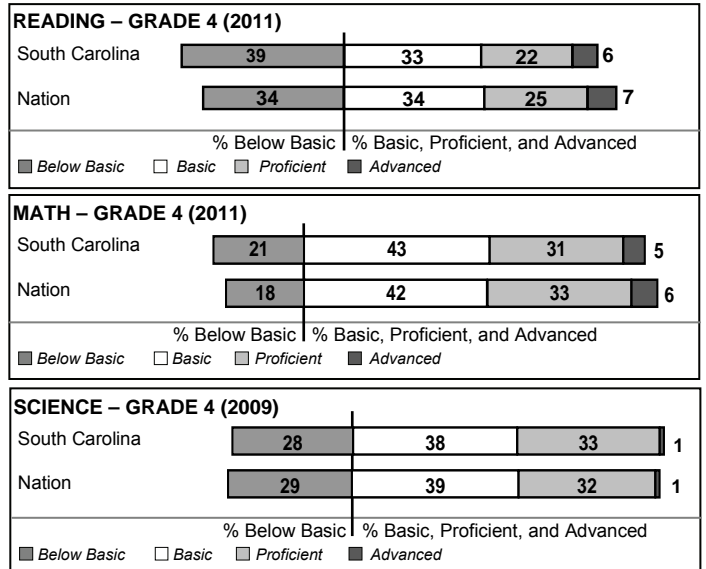 READING – GRADE 4 (2011)
South Carolina 39 33 22 6
Nation 34 34 25 7
% Below Basic % Basic, Proficient, and Advanced
Below Basic Basic Proficient Advanced
MATH – GRADE 4 (2011)
South Carolina 21 43 31 5
Nation 18 42 33 6
% Below Basic % Basic, Proficient, and Advanced
Below Basic Basic Proficient Advanced
SCIENCE – GRADE 4 (2009)
South Carolina 28 38 33 1
Nation 29 39 32 1
% Below Basic % Basic, Proficient, and Advanced
Below Basic Basic Proficient Advanced